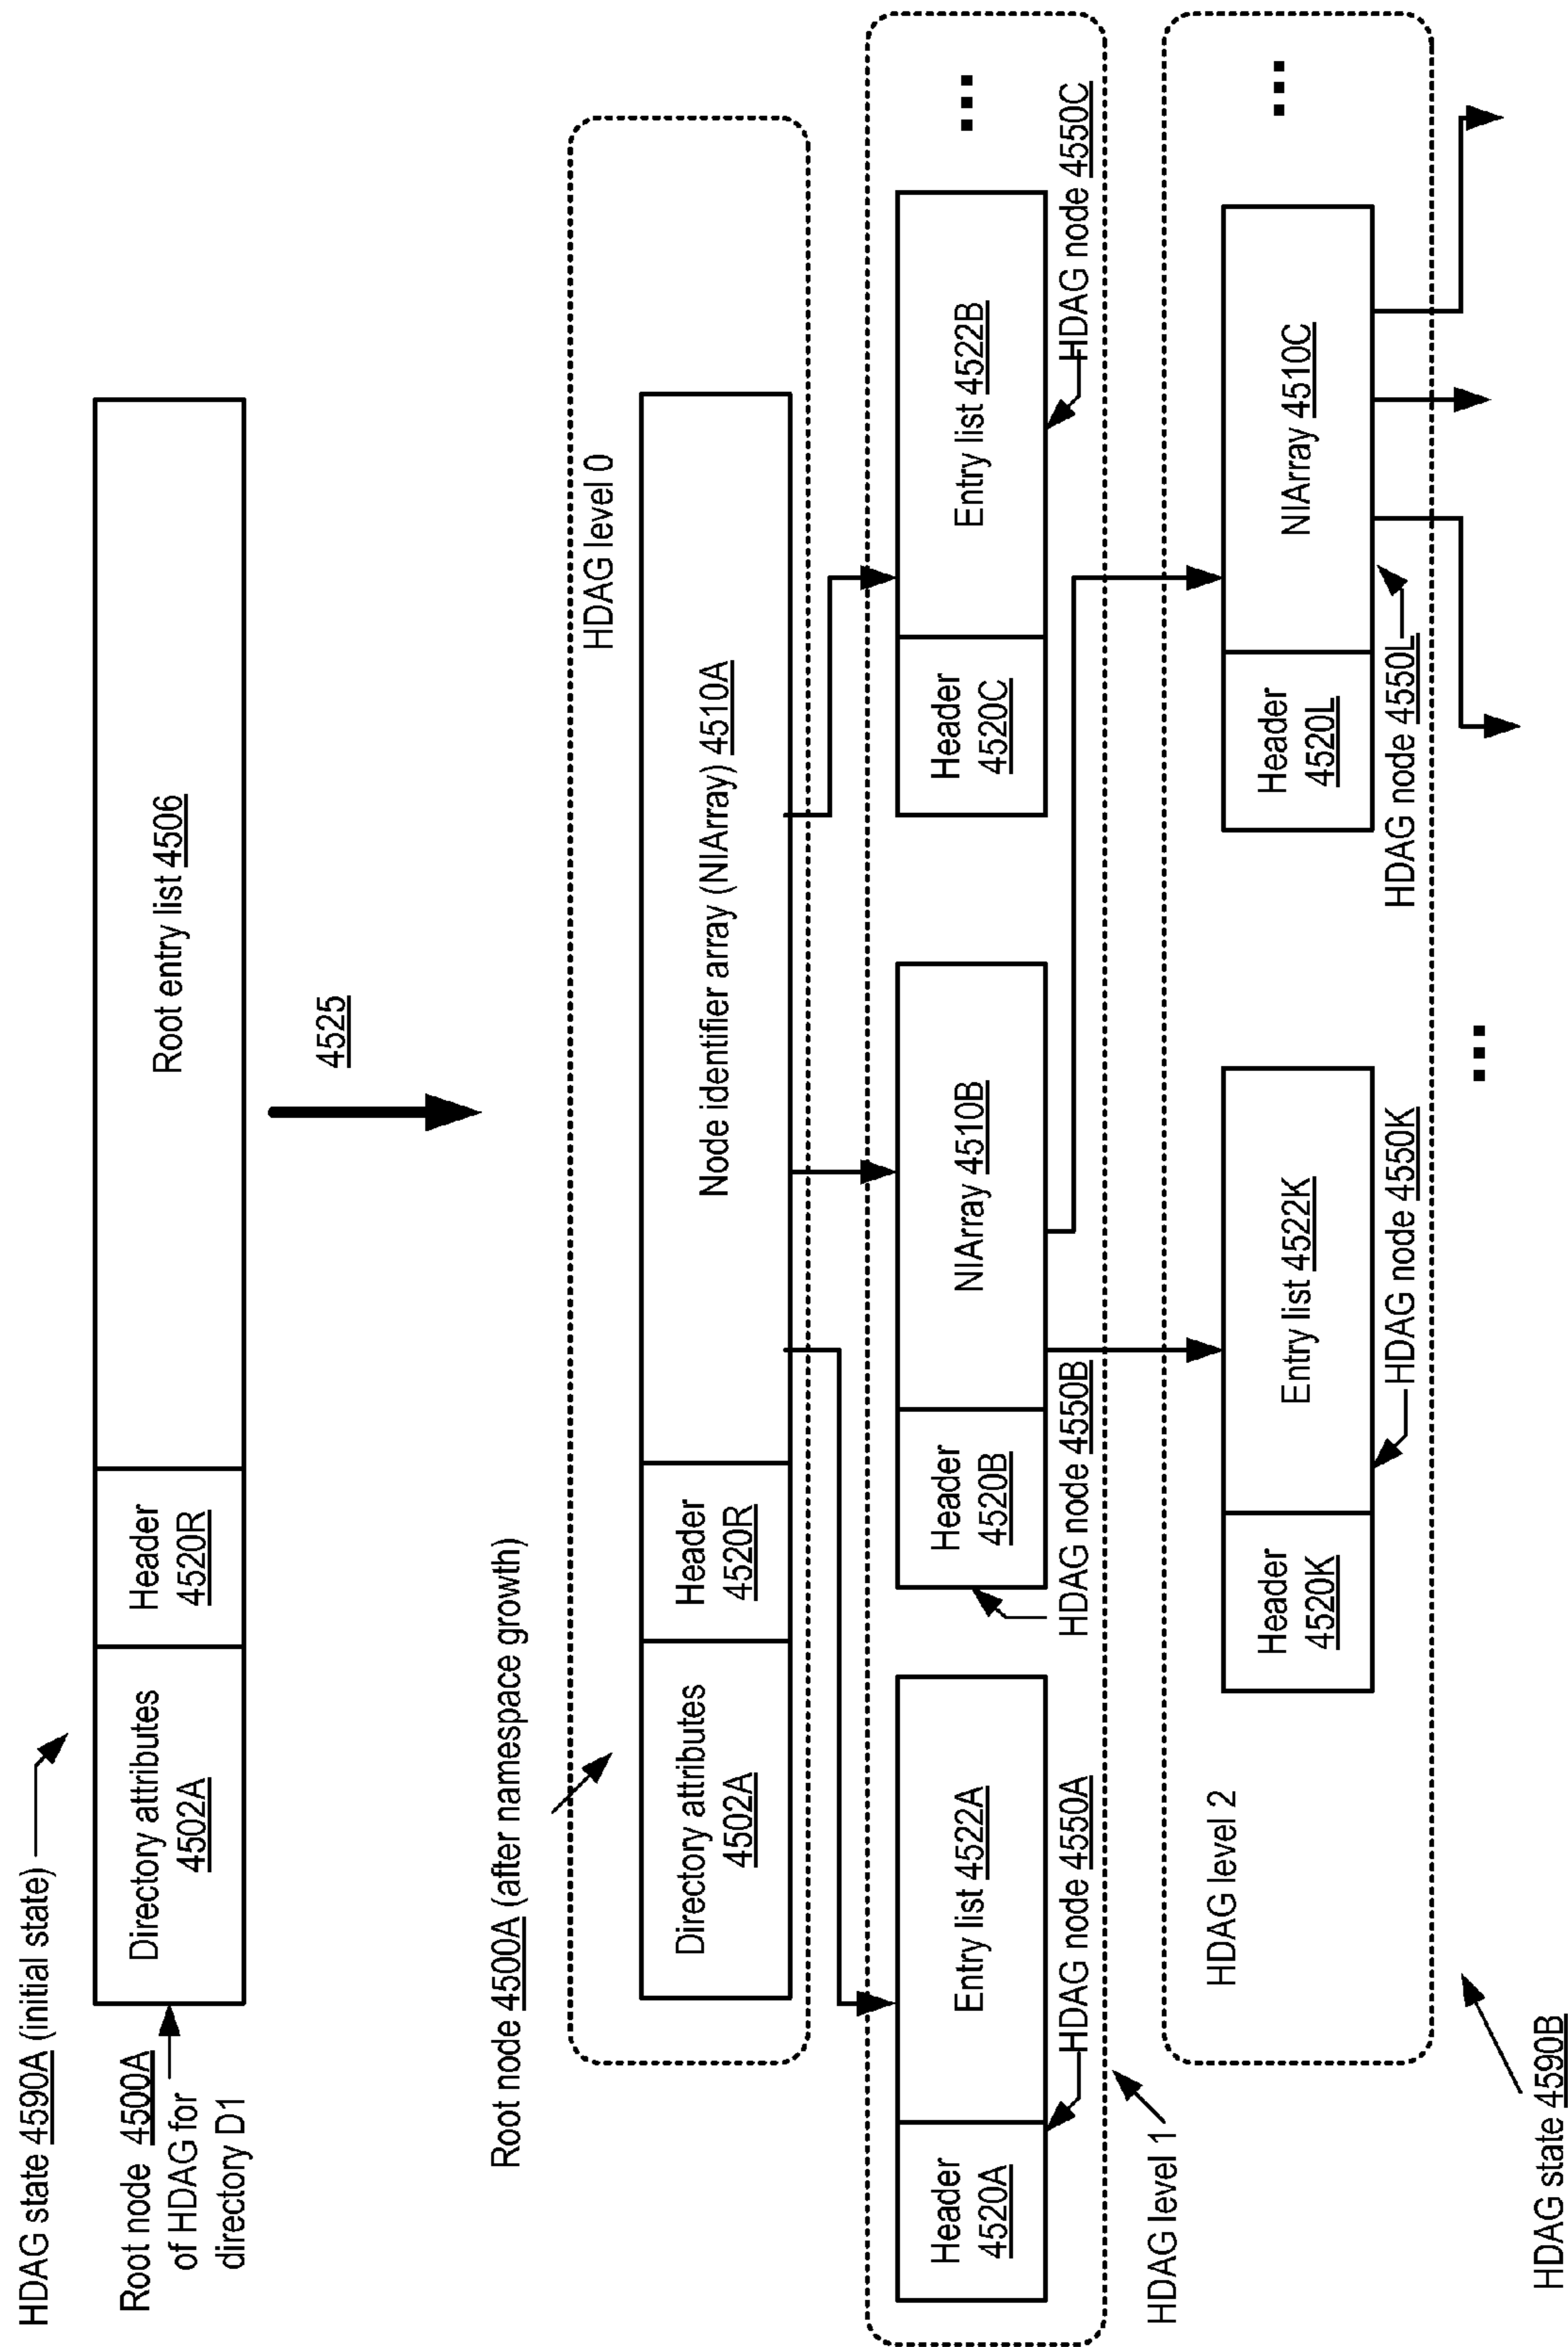 HDAG state 4590A (initial state)
Root node 4500A
of HDAG for
directory D1
Directory attributes
4502A
Header
4520R
Root entry list 4506
4525
Root node 4500A (after namespace growth)
HDAG level 0
Directory attributes
4502A
Header
4520R
Node identifier array (NIArray) 4510A
Header
4520A
Entry list 4522A
HDAG node 4550A
Header
4520B
NIArray 4510B
HDAG node 4550B
Header
4520C
Entry list 4522B
HDAG node 4550C
...
HDAG level 1
HDAG level 2
Header
4520K
Entry list 4522K
HDAG node 4550K
Header
4520L
NIArray 4510C
HDAG node 4550L
...
...
HDAG state 4590B